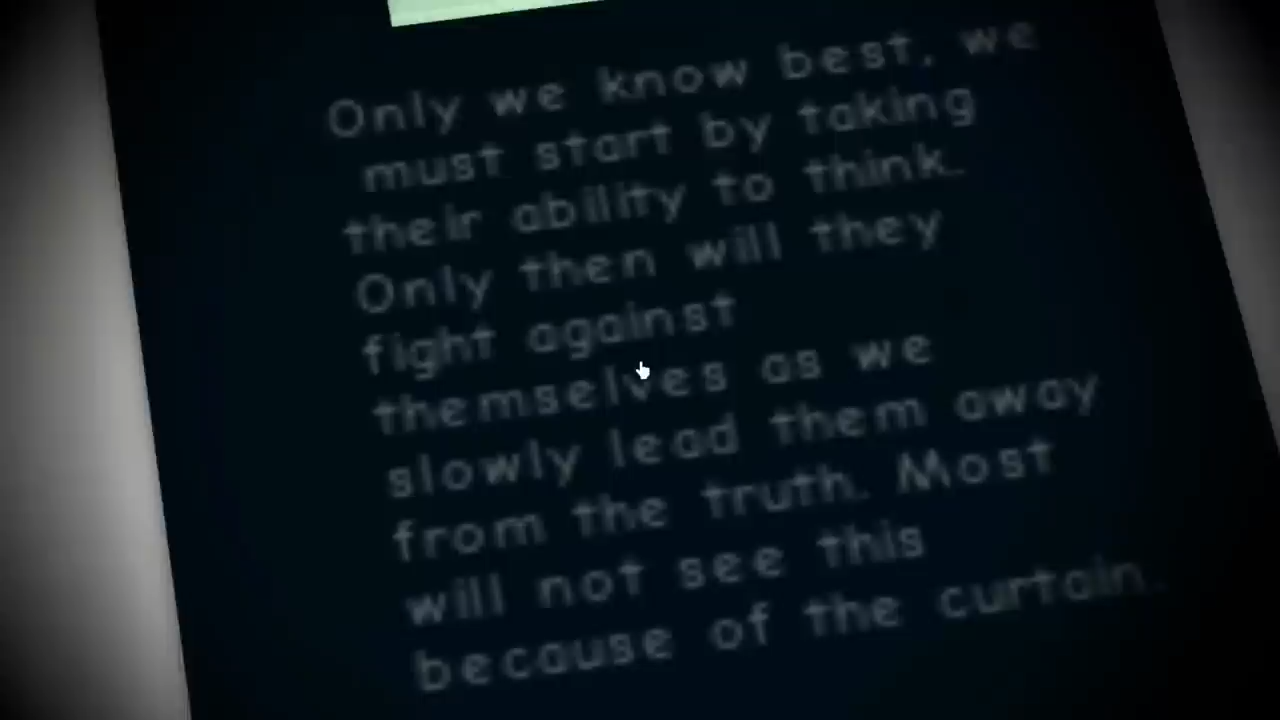 Only we know best, we
must start by taking
their ability to think.
Only then will they
fight against
themselves as we
slowly lead them away
from the truth. Most
will not see this
because of the curtain.